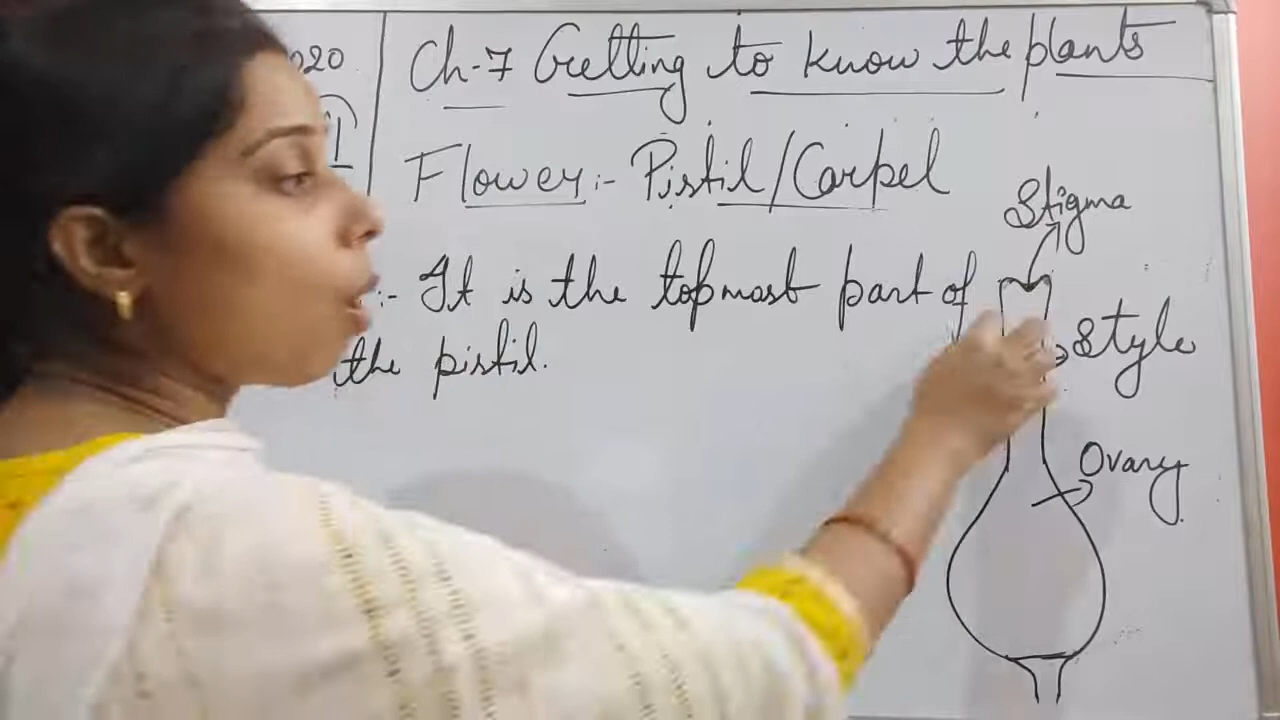 2020
Ch-7 Getting to know the plants
Flower:- Pistil/Carpel
Stigma
:- It is the topmost part of
the pistil.
Style
Ovary